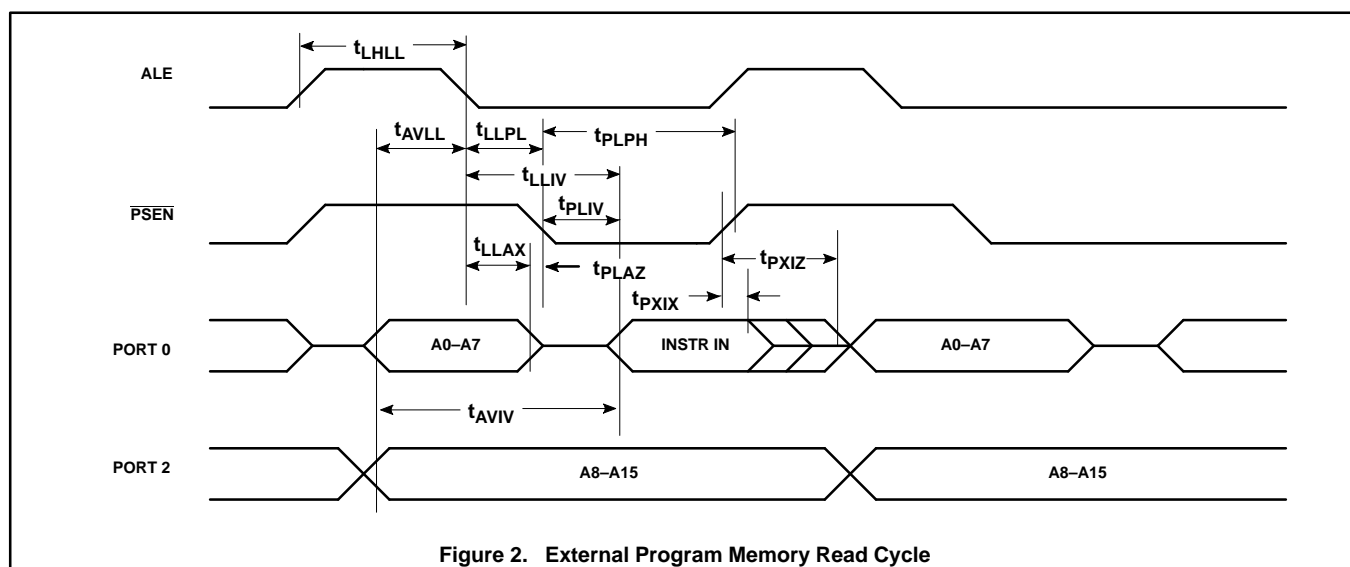 tLHLL
ALE
tAVLL tLLPL tPLPH
tLLIV
PSEN tPLIV
tLLAX tPLAZ tPXIZ
tPXIX
PORT 0 A0–A7 INSTR IN A0–A7
tAVIV
PORT 2 A8–A15 A8–A15
Figure 2. External Program Memory Read Cycle